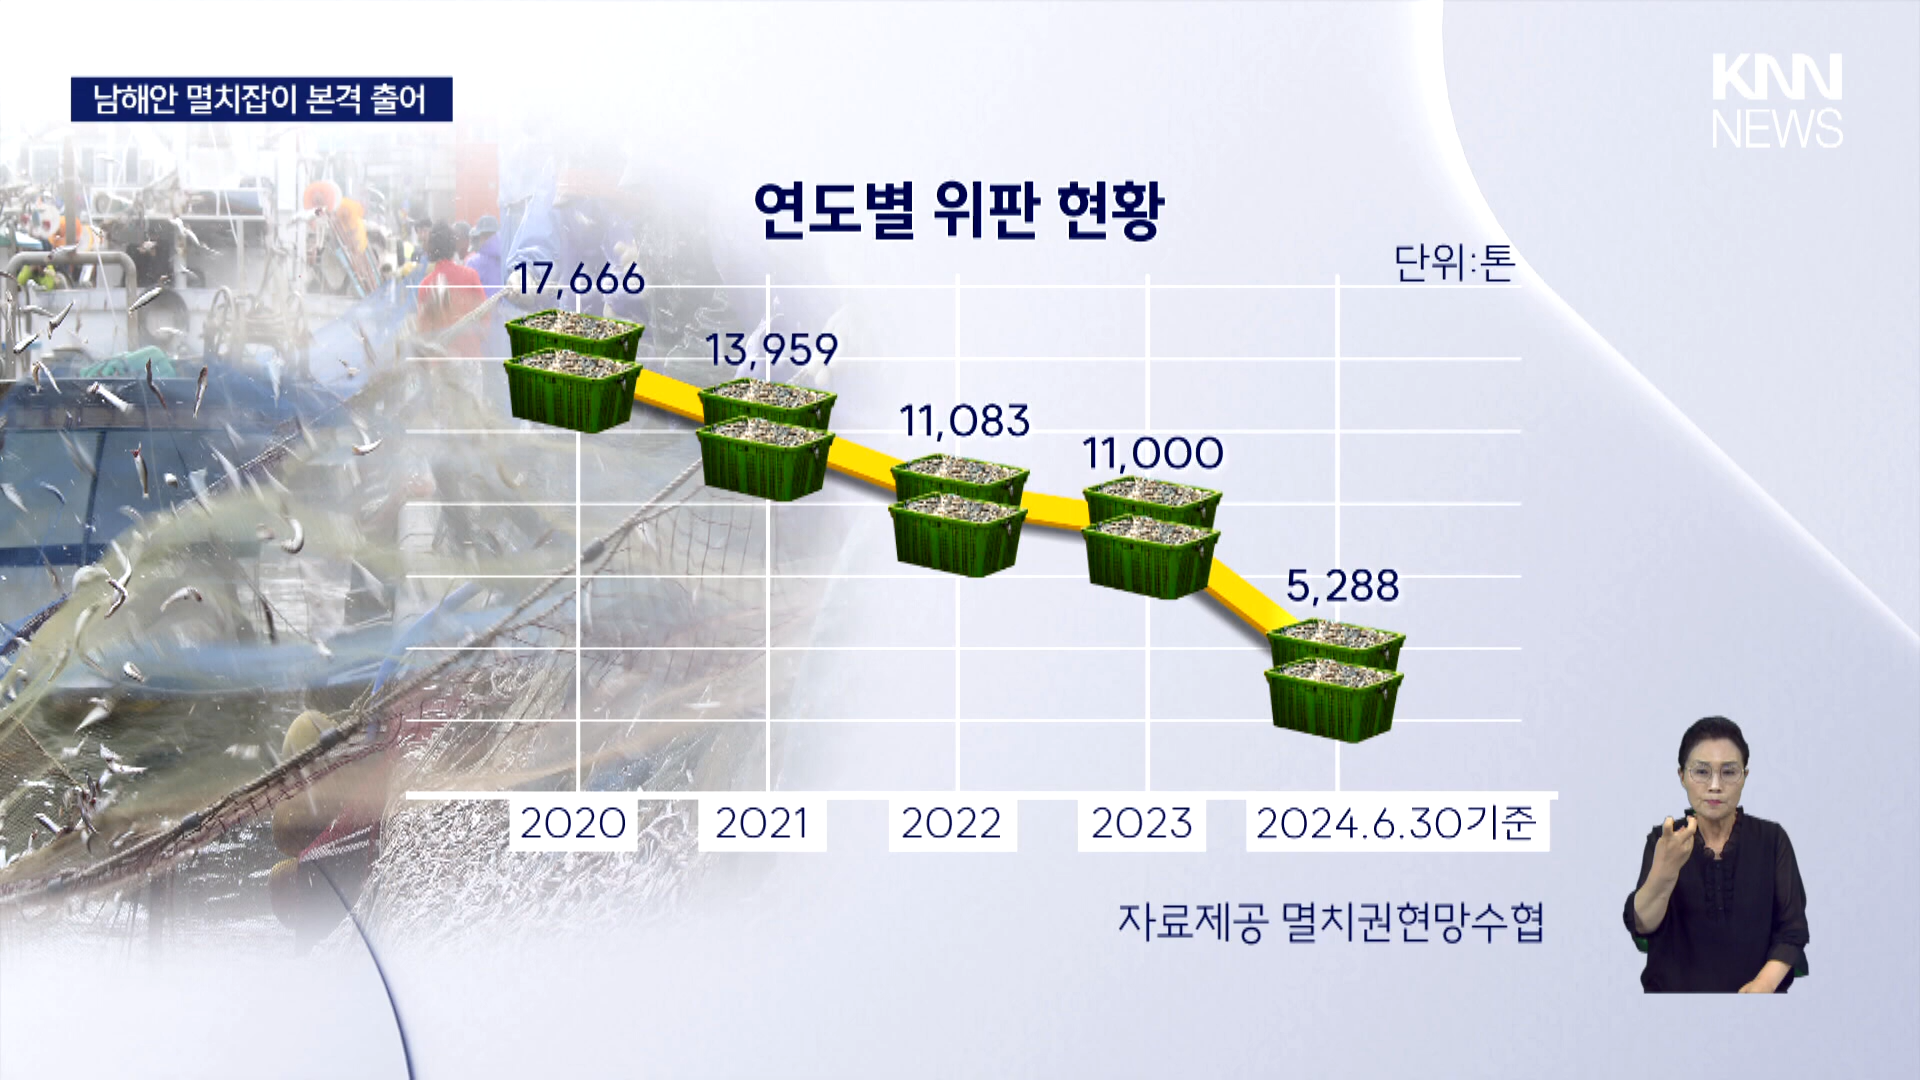 남해안 멸치잡이 본격 출어
KNN
NEWS
연도별 위판 현황
단위:톤
17,666
13,959
11,083
11,000
5,288
2020
2021
2022
2023
2024.6.30기준
자료제공 멸치권현망수협